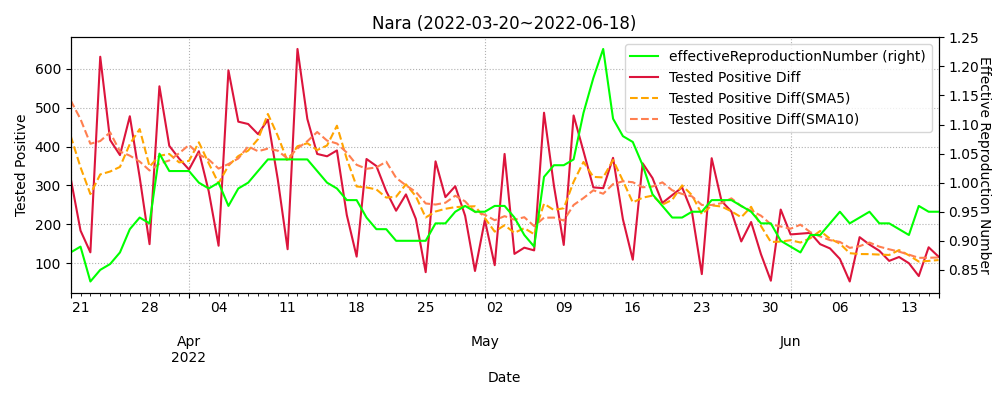 Nara (2022-03-20~2022-06-18)
effectiveReproductionNumber (right)
Tested Positive Diff
Tested Positive Diff(SMA5)
Tested Positive Diff(SMA10)
Tested Positive
600
500
400
300
200
100
1.25
1.20
1.15
1.10
1.05
1.00
0.95
0.90
0.85
Effective Reproduction Number
21 28 04 11 18 25 02 09 16 23 30 06 13
Apr May Jun
2022
Date